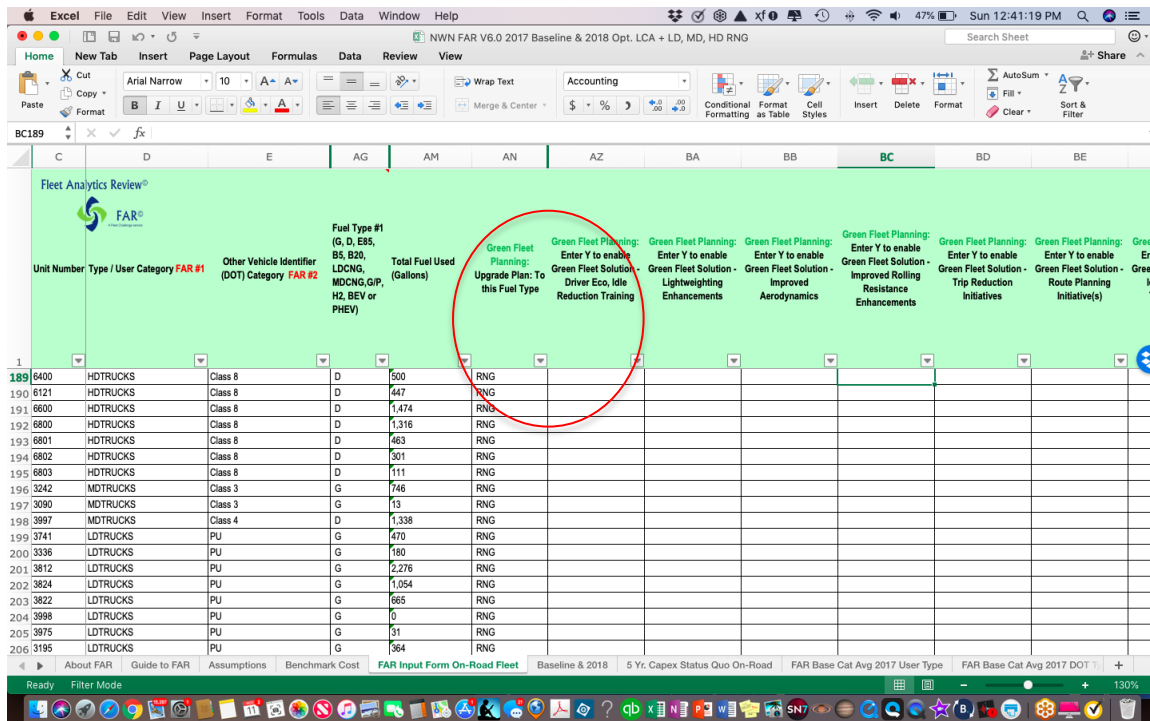 Excel File Edit View Insert Format Tools Data Window Help 47% Sun 12:41:19 PM
NWN FAR V6.0 2017 Baseline & 2018 Opt. LCA + LD, MD, HD RNG Search Sheet
Home New Tab Insert Page Layout Formulas Data Review View Share
Paste Cut Copy Format
Arial Narrow 10 A A
B I U A
Wrap Text
Merge & Center
Accounting
$ %
Conditional Formatting Format as Table Cell Styles Insert Delete Format
AutoSum
Fill
Clear
Sort & Filter
BC189 fx
C D E AG AM AN AZ BA BB BC BD BE
Fleet Analytics Review©
FAR©
Unit Number
Type / User Category FAR #1
Other Vehicle Identifier
(DOT) Category FAR #2
Fuel Type #1
(G, D, E85,
B5, B20,
LDCNG,
MDCNG,G/P,
H2, BEV or
PHEV)
Total Fuel Used
(Gallons)
Green Fleet
Planning:
Upgrade Plan: To
this Fuel Type
Green Fleet Planning:
Enter Y to enable
Green Fleet Solution -
Driver Eco, Idle
Reduction Training
Green Fleet Planning:
Enter Y to enable
Green Fleet Solution -
Lightweighting
Enhancements
Green Fleet Planning:
Enter Y to enable
Green Fleet Solution -
Improved
Aerodynamics
Green Fleet Planning:
Enter Y to enable
Green Fleet Solution -
Improved Rolling
Resistance
Enhancements
Green Fleet Planning:
Enter Y to enable
Green Fleet Solution -
Trip Reduction
Initiatives
Green Fleet Planning:
Enter Y to enable
Green Fleet Solution -
Route Planning
Initiative(s)
1
189 6400 HDTRUCKS Class 8 D 500 RNG
190 6121 HDTRUCKS Class 8 D 447 RNG
191 6600 HDTRUCKS Class 8 D 1,474 RNG
192 6800 HDTRUCKS Class 8 D 1,316 RNG
193 6801 HDTRUCKS Class 8 D 463 RNG
194 6802 HDTRUCKS Class 8 D 301 RNG
195 6803 HDTRUCKS Class 8 D 111 RNG
196 3242 MDTRUCKS Class 3 G 746 RNG
197 3090 MDTRUCKS Class 3 G 13 RNG
198 3997 MDTRUCKS Class 4 D 1,338 RNG
199 3741 LDTRUCKS PU G 470 RNG
200 3336 LDTRUCKS PU G 180 RNG
201 3812 LDTRUCKS PU G 2,276 RNG
202 3824 LDTRUCKS PU G 1,054 RNG
203 3822 LDTRUCKS PU G 665 RNG
204 3998 LDTRUCKS PU G 0 RNG
205 3975 LDTRUCKS PU G 31 RNG
206 3195 LDTRUCKS PU G 364 RNG
About FAR Guide to FAR Assumptions Benchmark Cost FAR Input Form On-Road Fleet Baseline & 2018 5 Yr. Capex Status Quo On-Road FAR Base Cat Avg 2017 User Type FAR Base Cat Avg 2017 DOT +
Ready Filter Mode 130%